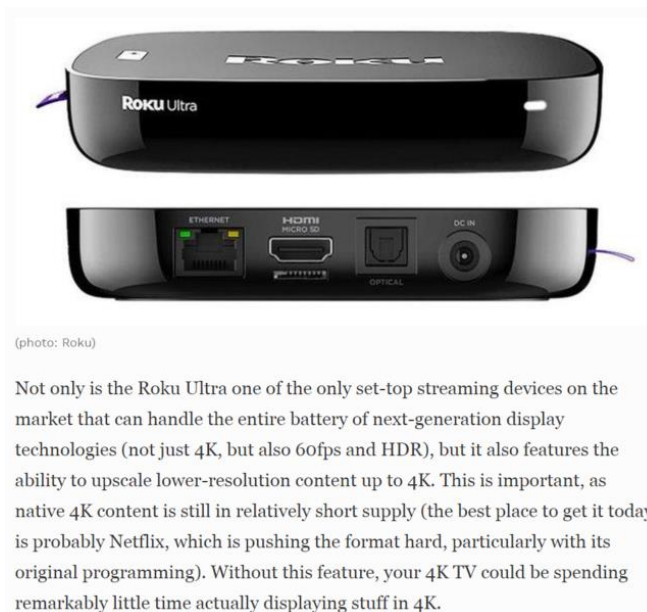 ROKU
ROKU Ultra
ETHERNET
HDMI
MICRO SD
OPTICAL
DC IN
(photo: Roku)
Not only is the Roku Ultra one of the only set-top streaming devices on the
market that can handle the entire battery of next-generation display
technologies (not just 4K, but also 60fps and HDR), but it also features the
ability to upscale lower-resolution content up to 4K. This is important, as
native 4K content is still in relatively short supply (the best place to get it today
is probably Netflix, which is pushing the format hard, particularly with its
original programming). Without this feature, your 4K TV could be spending
remarkably little time actually displaying stuff in 4K.